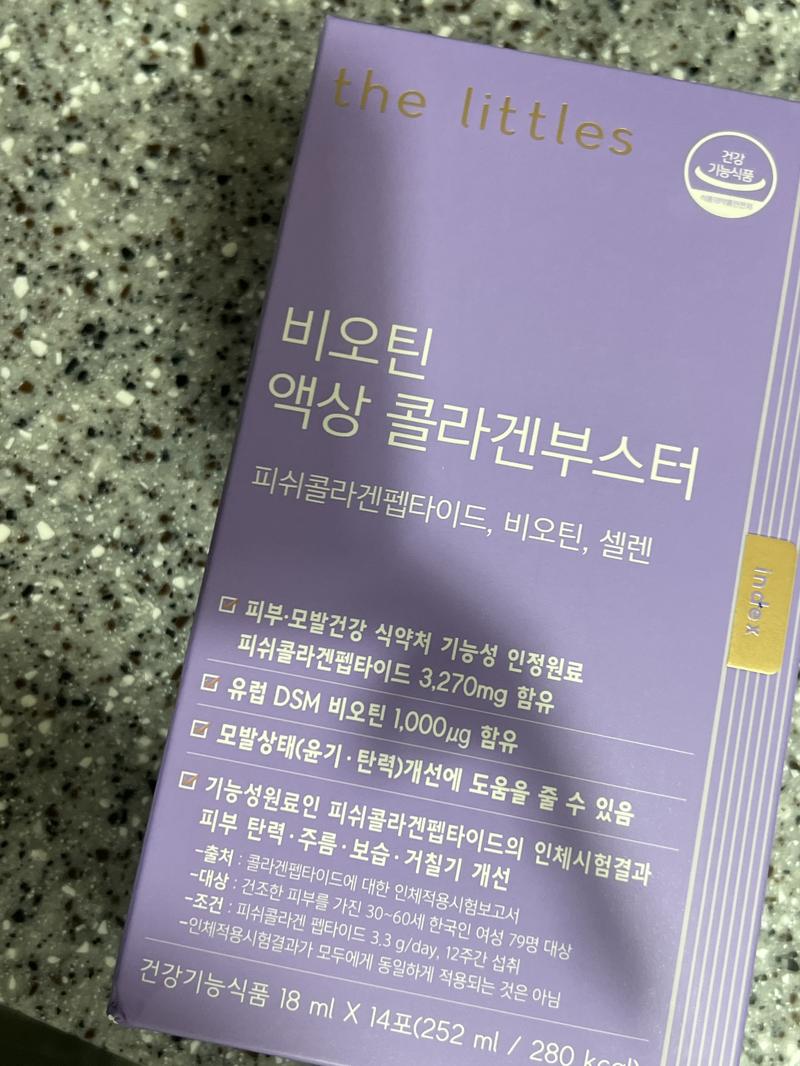 the littles
건강
기능식품
식품의약품안전처
비오틴
액상 콜라겐부스터
피쉬콜라겐펩타이드, 비오틴, 셀렌
index
피부·모발건강 식약처 기능성 인정원료
피쉬콜라겐펩타이드 3,270mg 함유
유럽 DSM 비오틴 1,000µg 함유
모발상태(윤기·탄력)개선에 도움을 줄 수 있음
기능성원료인 피쉬콜라겐펩타이드의 인체시험결과
피부 탄력·주름·보습·거칠기 개선
-출처 : 콜라겐펩타이드에 대한 인체적용시험보고서
-대상 : 건조한 피부를 가진 30~60세 한국인 여성 79명 대상
-조건 : 피쉬콜라겐 펩타이드 3.3 g/day, 12주간 섭취
-인체적용시험결과가 모두에게 동일하게 적용되는 것은 아님
건강기능식품 18 ml X 14포(252 ml / 280 kcal)